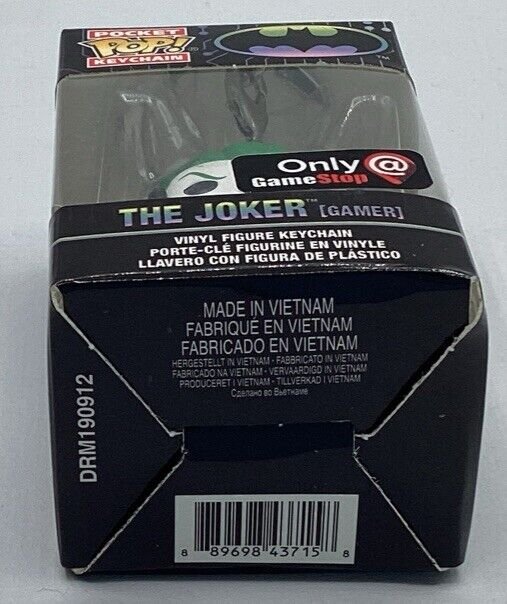 POCKET
POP!®
KEYCHAIN
TM
Only @
GameStop
THE JOKER™ [GAMER]
VINYL FIGURE KEYCHAIN
PORTE-CLÉ FIGURINE EN VINYLE
LLAVERO CON FIGURA DE PLÁSTICO
MADE IN VIETNAM
FABRIQUÉ EN VIETNAM
FABRICADO EN VIETNAM
HERGESTELLT IN VIETNAM · FABBRICATO IN VIETNAM
FABRICADO NA VIETNAM · VERVAARDIGD IN VIETNAM
PRODUCERET I VIETNAM · TILLVERKAD I VIETNAM
Сделано во Вьетнаме
DRM190912
8 89698 43715 8